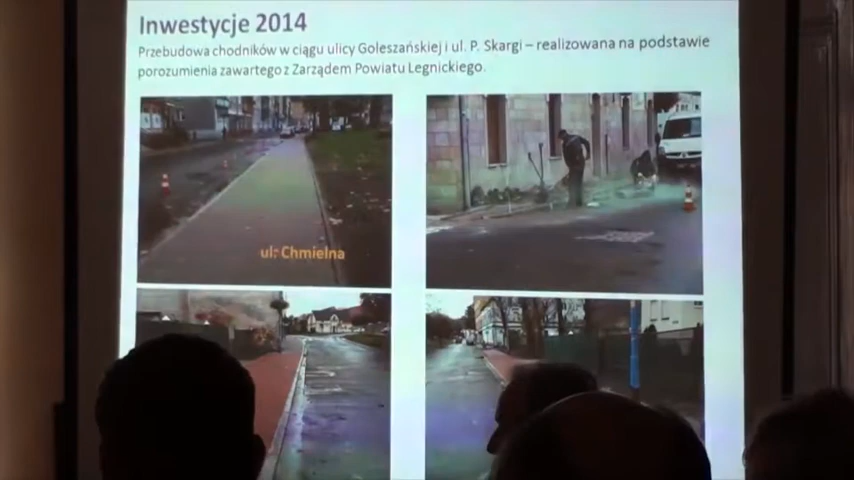 Inwestycje 2014
Przebudowa chodników w ciągu ulicy Goleszańskiej i ul. P. Skargi – realizowana na podstawie
porozumienia zawartego z Zarządem Powiatu Legnickiego.
ul: Chmielna